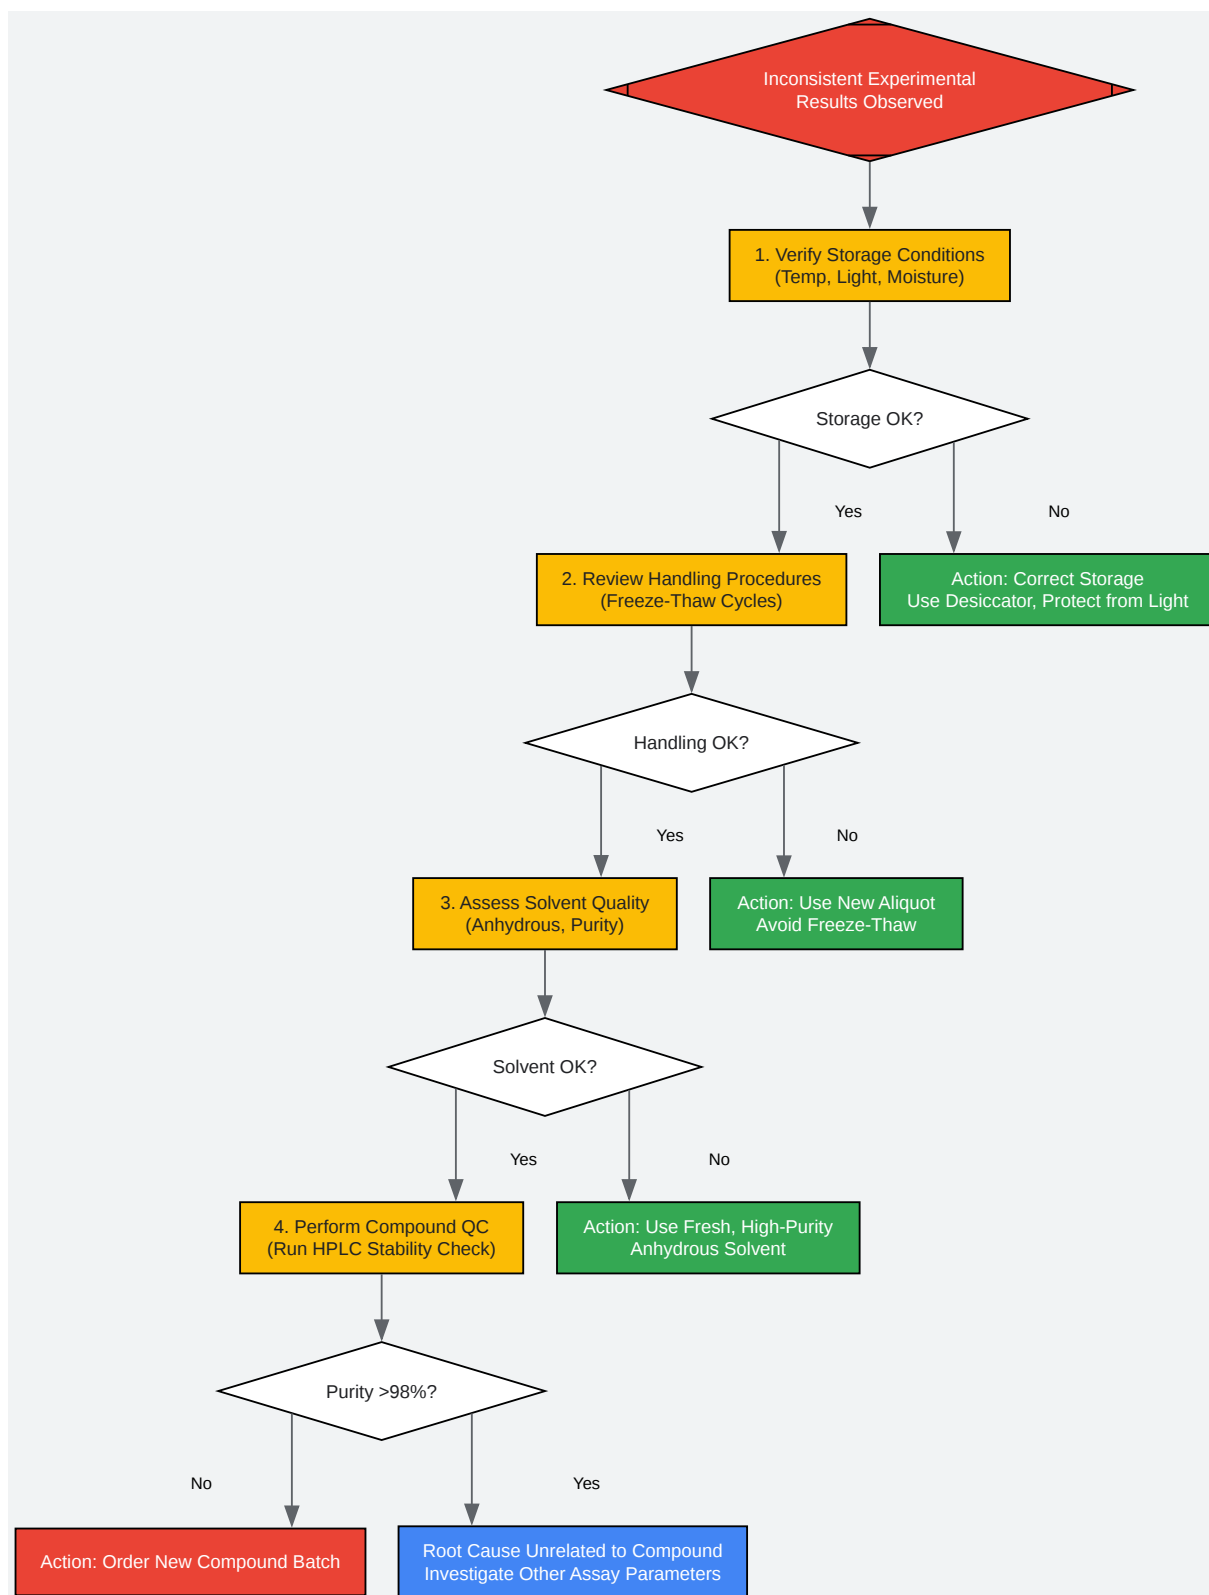 Inconsistent Experimental
Results Observed
1. Verify Storage Conditions
(Temp, Light, Moisture)
Storage OK?
Yes
No
2. Review Handling Procedures
(Freeze-Thaw Cycles)
Action: Correct Storage
Use Desiccator, Protect from Light
Handling OK?
Yes
No
3. Assess Solvent Quality
(Anhydrous, Purity)
Action: Use New Aliquot
Avoid Freeze-Thaw
Solvent OK?
Yes
No
4. Perform Compound QC
(Run HPLC Stability Check)
Action: Use Fresh, High-Purity
Anhydrous Solvent
Purity >98%?
No
Yes
Action: Order New Compound Batch
Root Cause Unrelated to Compound
Investigate Other Assay Parameters